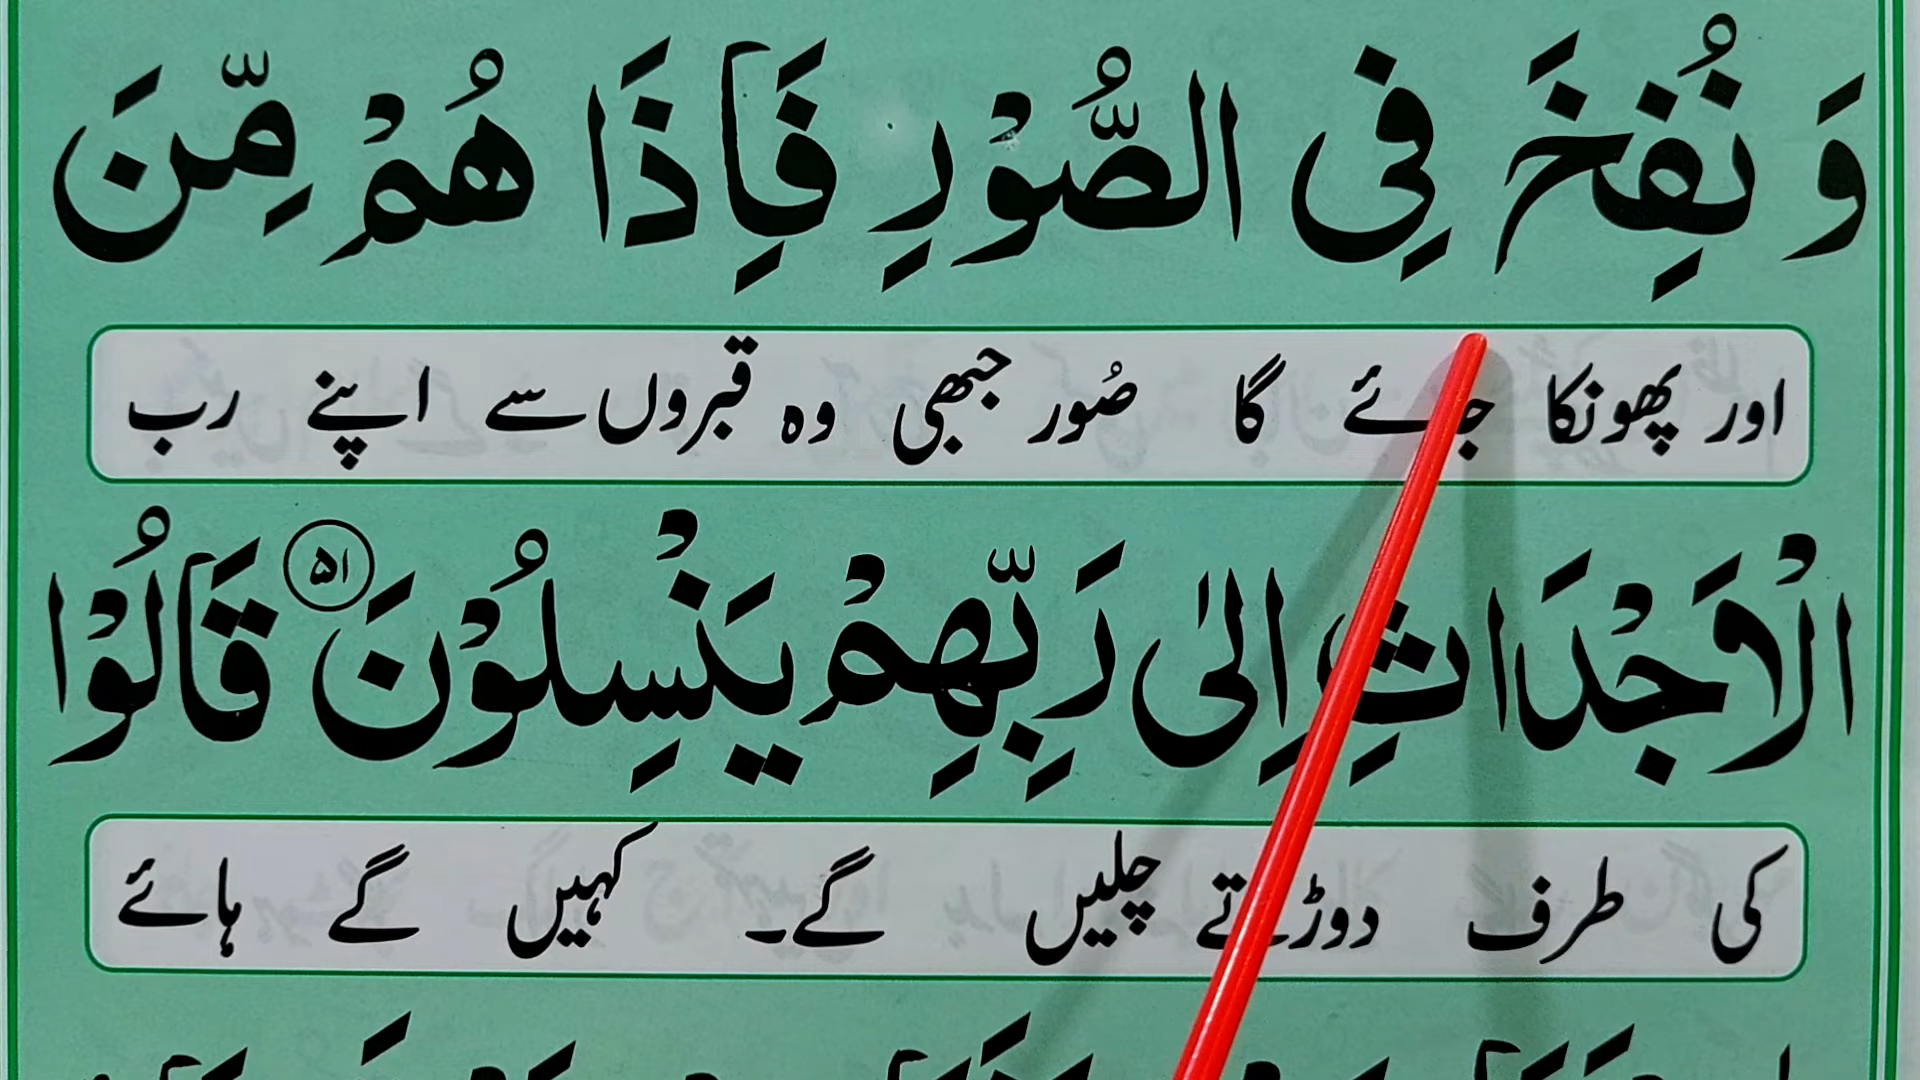 وَ نُفِخَ فِی الصُّوْرِ فَاِذَا هُمْ مِّنَ
اور پھونکا جائے گا صُور جبھی وہ قبروں سے اپنے رب
الْاَجْدَاثِ اِلٰی رَبِّهِمْ یَنْسِلُوْنَ ۵۱ قَالُوْا
کی طرف دوڑتے چلیں گے۔ کہیں گے ہائے